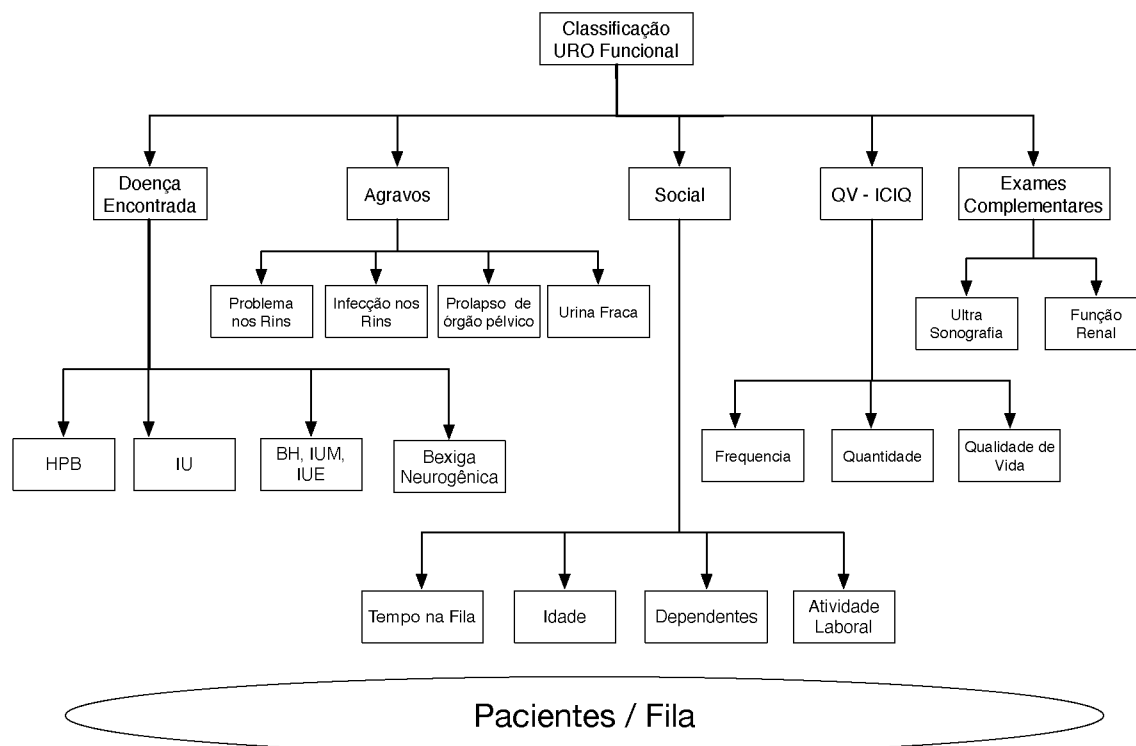 Classificação
URO Funcional
Doença
Encontrada
Agravos
Social
QV - ICIQ
Exames
Complementares
Problema
nos Rins
Infecção nos
Rins
Prolapso de
órgão pélvico
Urina Fraca
Ultra
Sonografia
Função
Renal
HPB
IU
BH, IUM,
IUE
Bexiga
Neurogênica
Frequencia
Quantidade
Qualidade de
Vida
Tempo na Fila
Idade
Dependentes
Atividade
Laboral
Pacientes / Fila